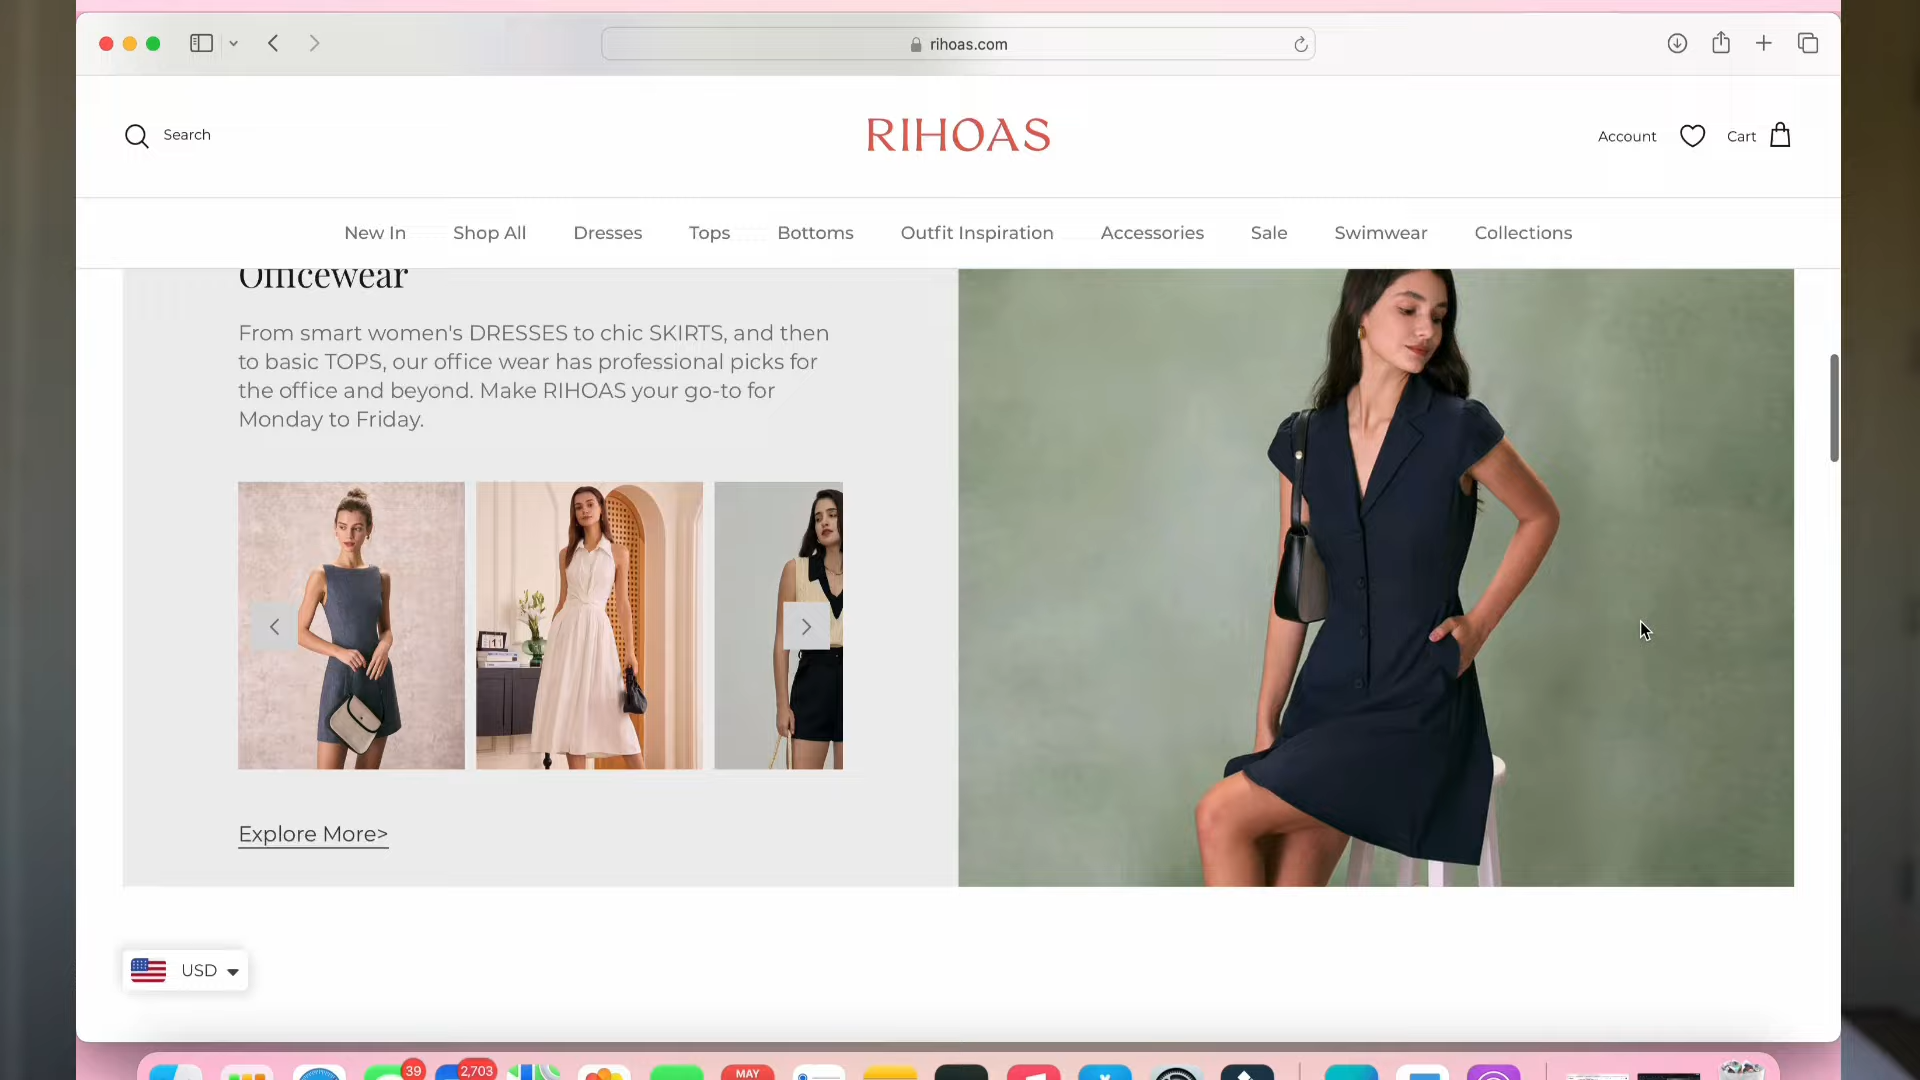 rihoas.com
Search
RIHOAS
Account
Cart
New In
Shop All
Dresses
Tops
Bottoms
Outfit Inspiration
Accessories
Sale
Swimwear
Collections
Officewear
From smart women's DRESSES to chic SKIRTS, and then
to basic TOPS, our office wear has professional picks for
the office and beyond. Make RIHOAS your go-to for
Monday to Friday.
Explore More>
USD
39
2,703
MAY